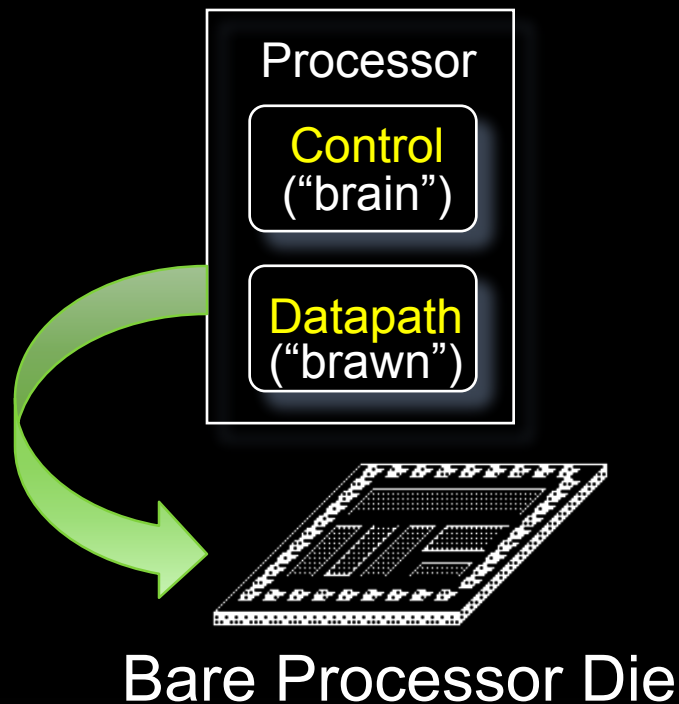 Processor
Control
(“brain”)
Datapath
(“brawn”)
Bare Processor Die